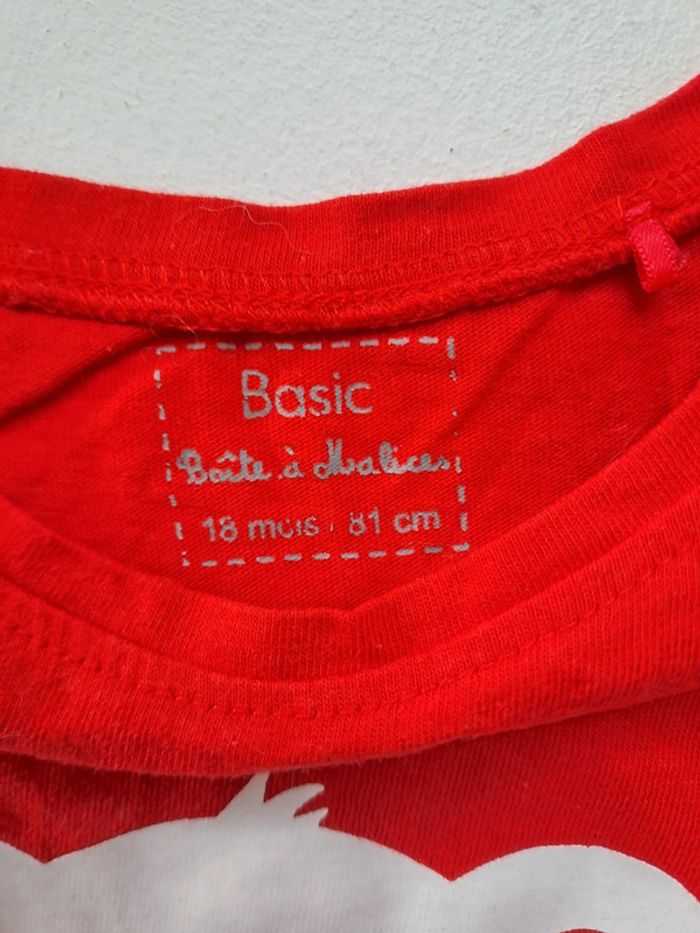 Basic
Boîte à Malices
18 mois / 81 cm